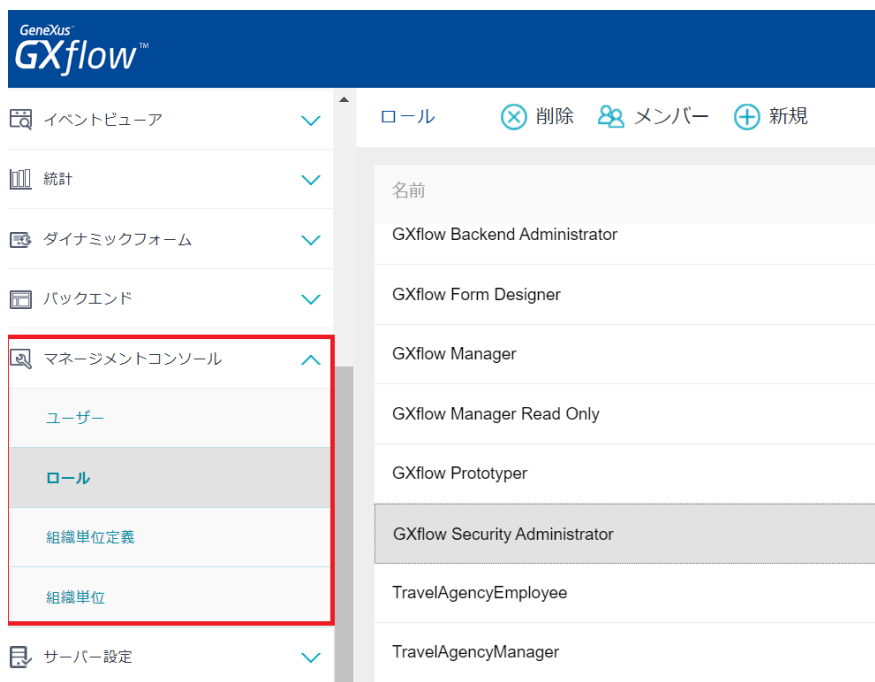 GeneXus™
GXflow™
イベントビューア
統計
ダイナミックフォーム
バックエンド
マネージメントコンソール
ユーザー
ロール
組織単位定義
組織単位
サーバー設定
ロール 削除 メンバー 新規
名前
GXflow Backend Administrator
GXflow Form Designer
GXflow Manager
GXflow Manager Read Only
GXflow Prototyper
GXflow Security Administrator
TravelAgencyEmployee
TravelAgencyManager